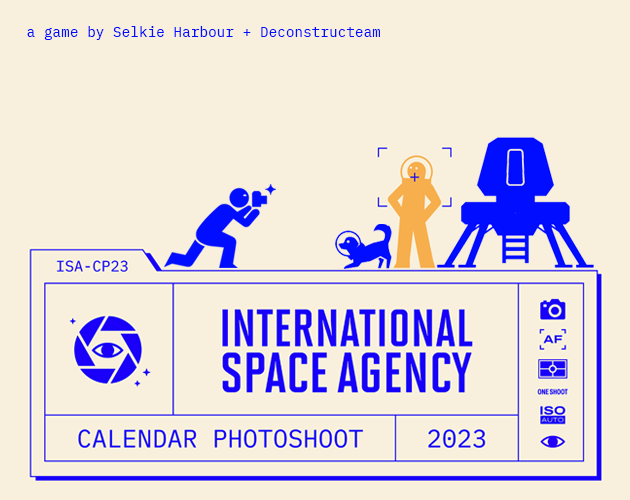 a game by Selkie Harbour + Deconstructeam
ISA-CP23
INTERNATIONAL
SPACE AGENCY
AF
ONE SHOOT
ISO
AUTO
CALENDAR PHOTOSHOOT
2023